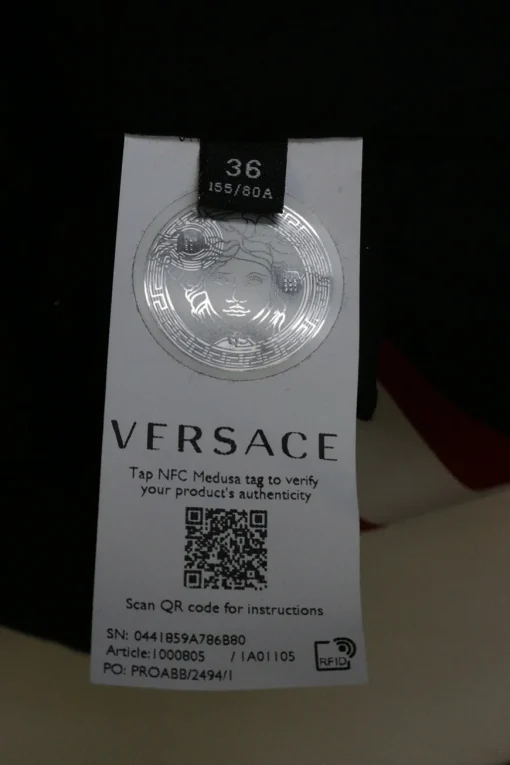 36
155/80A
VERSACE
Tap NFC Medusa tag to verify
your product's authenticity
Scan QR code for instructions
SN: 0441859A786B80
Article:1000805 / 1A01105
PO: PROABB/2494/1
RFID